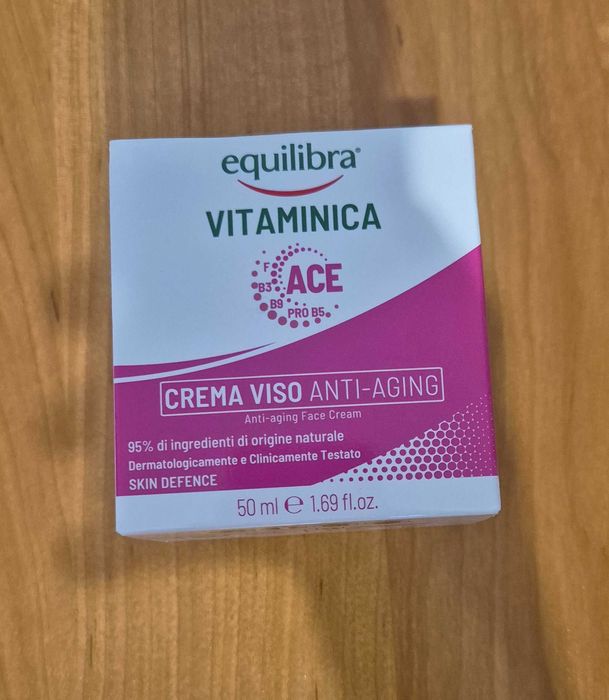 equilibra®
VITAMINICA
F
B3
B9
PRO B5
ACE
CREMA VISO ANTI-AGING
Anti-aging Face Cream
95% di ingredienti di origine naturale
Dermatologicamente e Clinicamente Testato
SKIN DEFENCE
50 ml ℮ 1.69 fl.oz.